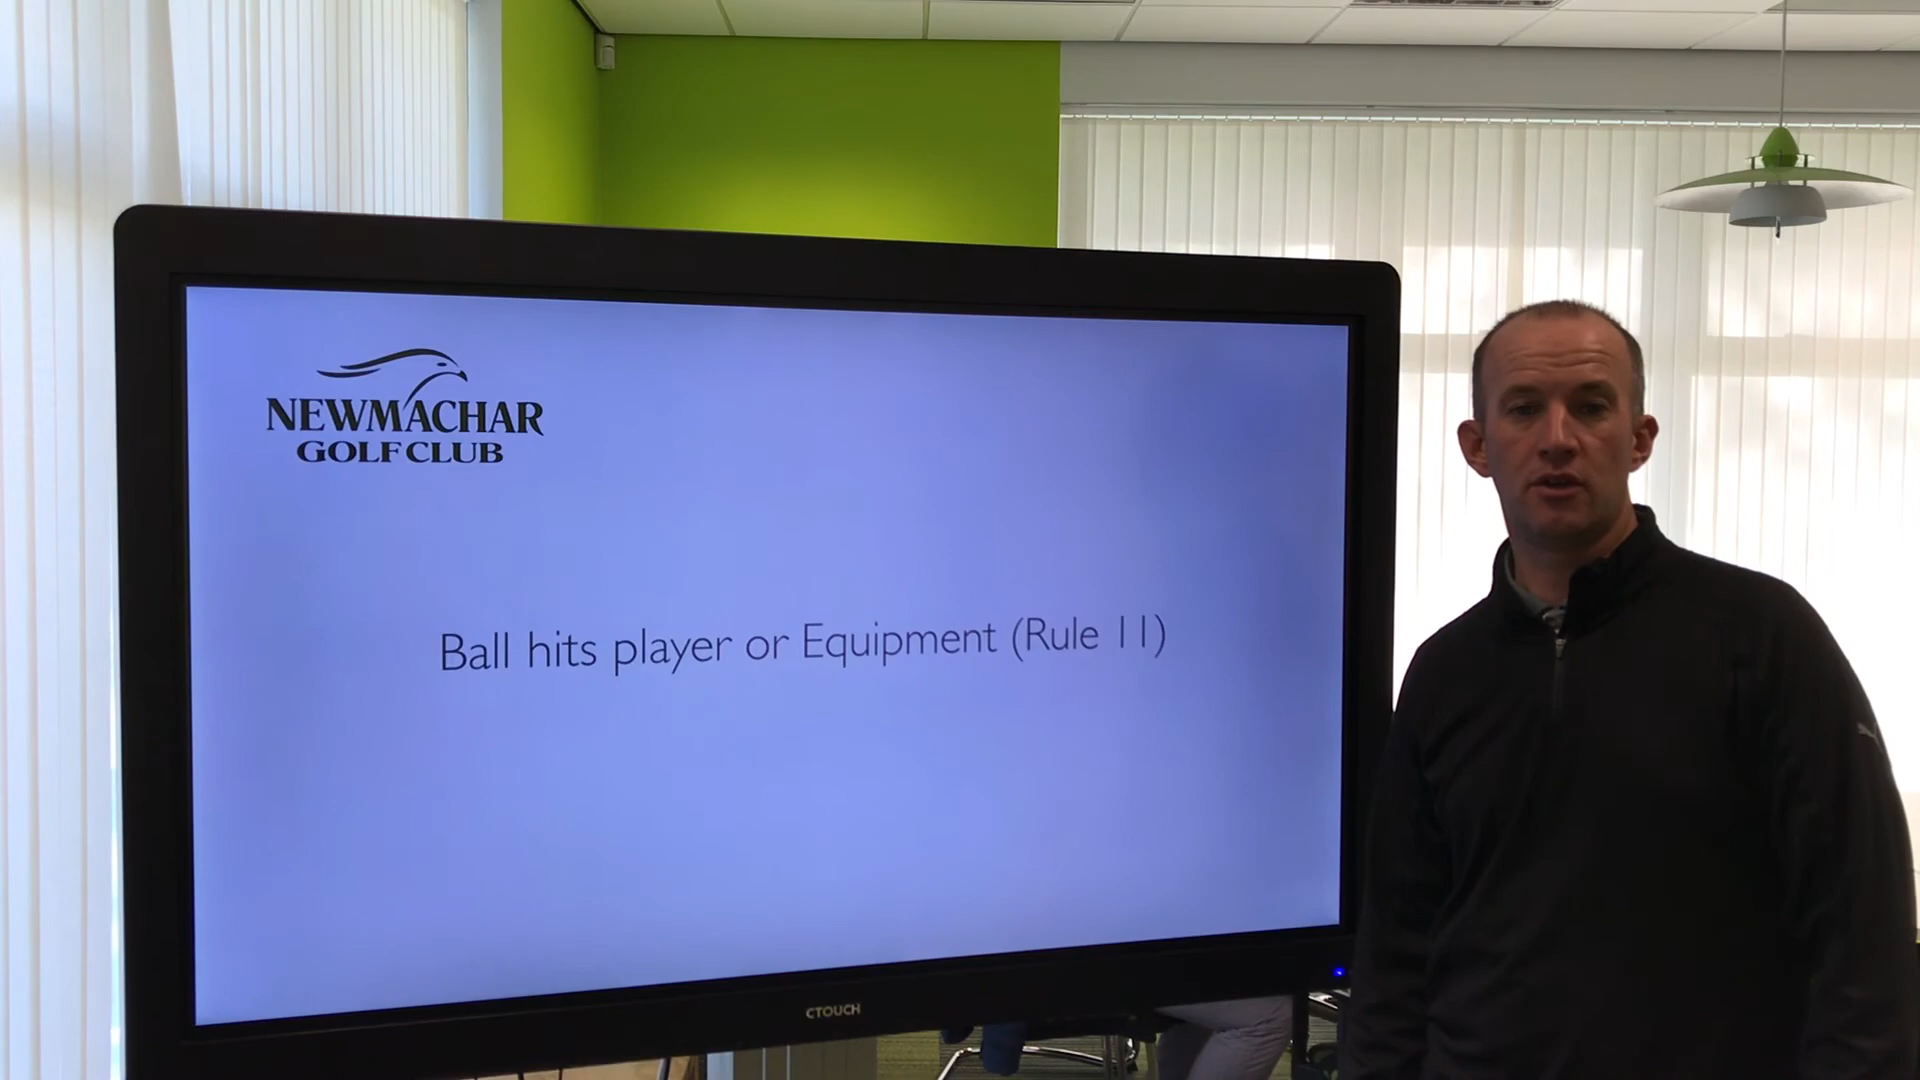 NEWMACHAR
GOLF CLUB
Ball hits player or Equipment (Rule 11)
CTOUCH